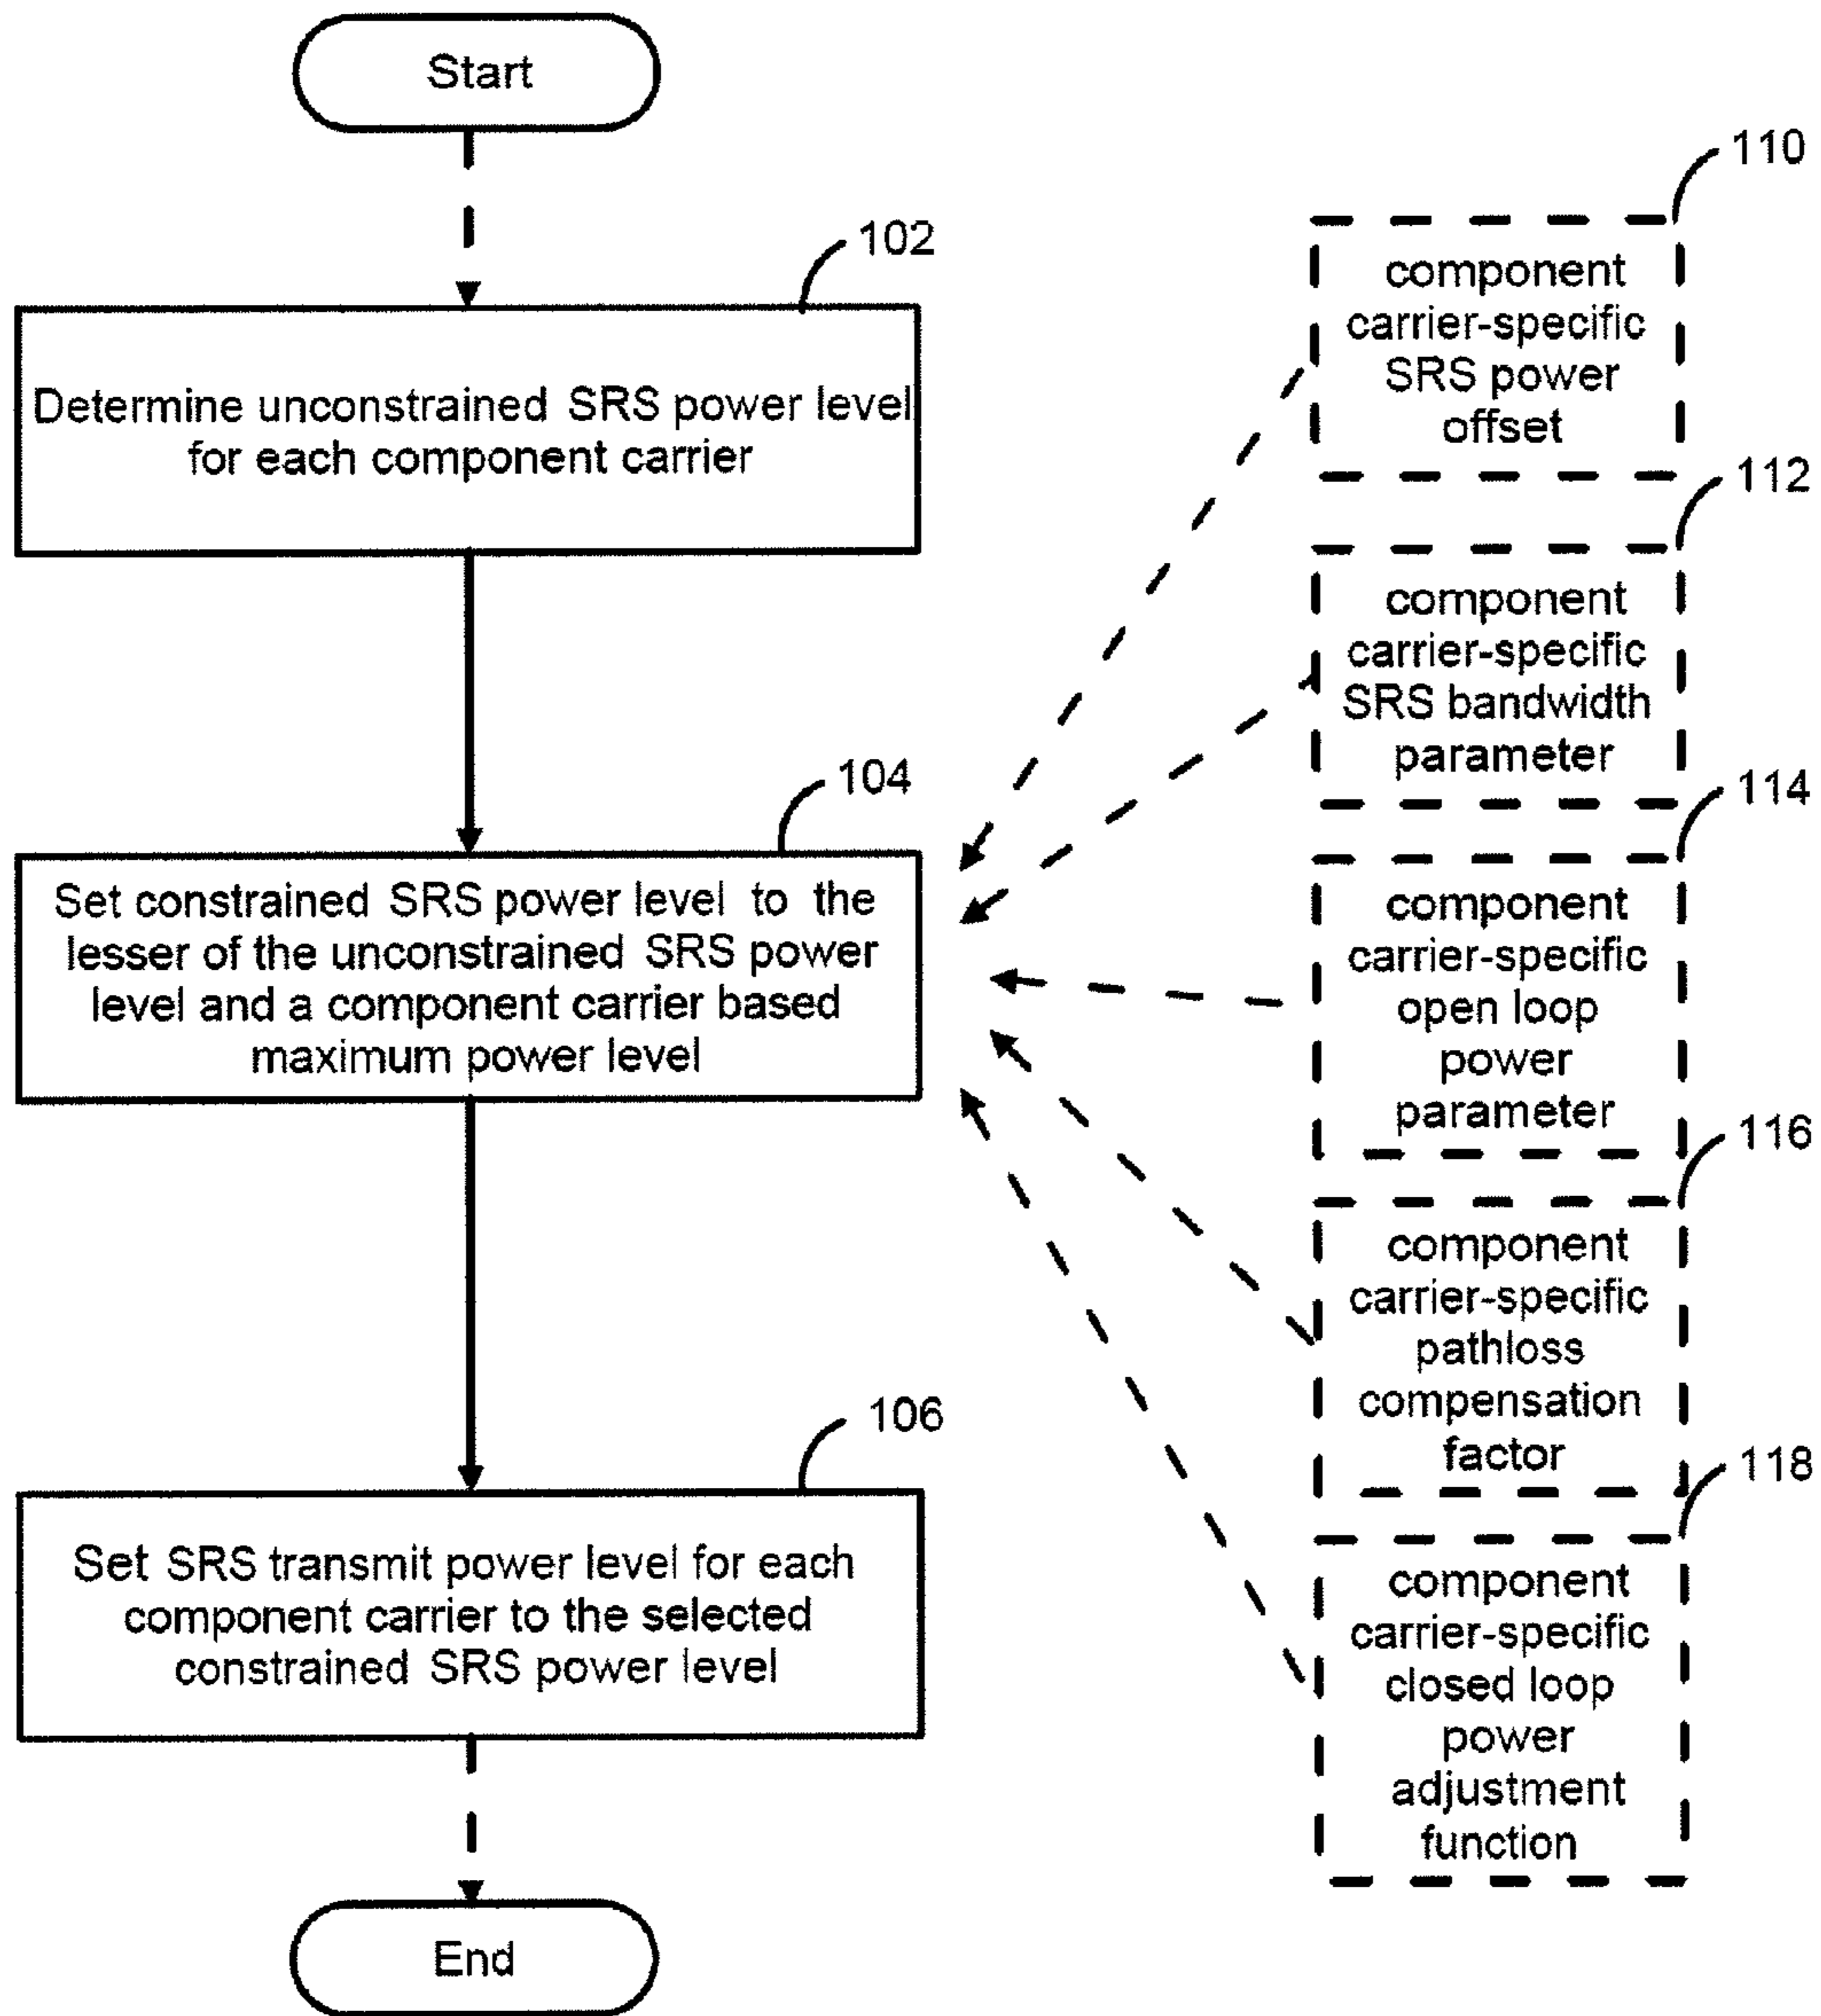 Start
102
Determine unconstrained SRS power level
for each component carrier
104
Set constrained SRS power level to the
lesser of the unconstrained SRS power
level and a component carrier based
maximum power level
106
Set SRS transmit power level for each
component carrier to the selected
constrained SRS power level
End
110
component
carrier-specific
SRS power
offset
112
component
carrier-specific
SRS bandwidth
parameter
114
component
carrier-specific
open loop
power
parameter
116
component
carrier-specific
pathloss
compensation
factor
118
component
carrier-specific
closed loop
power
adjustment
function